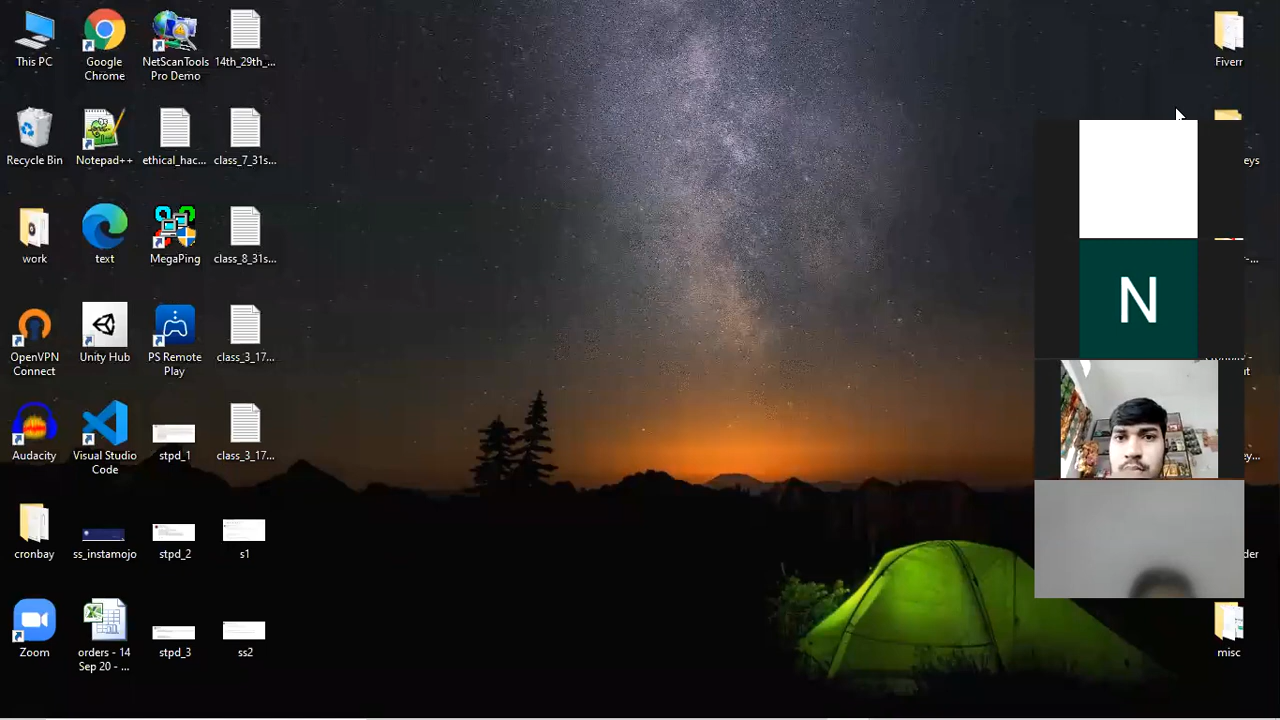 This PC
Google
Chrome
NetScanTools
Pro Demo
14th_29th_...
Fiverr
Recycle Bin
Notepad++
ethical_hac...
class_7_31s...
eys
work
text
MegaPing
class_8_31s...
N
OpenVPN
Connect
Unity Hub
PS Remote
Play
class_3_17...
Audacity
Visual Studio
Code
stpd_1
class_3_17...
ey...
cronbay
ss_instamojo
stpd_2
s1
der
Zoom
orders - 14
Sep 20 - ...
stpd_3
ss2
misc